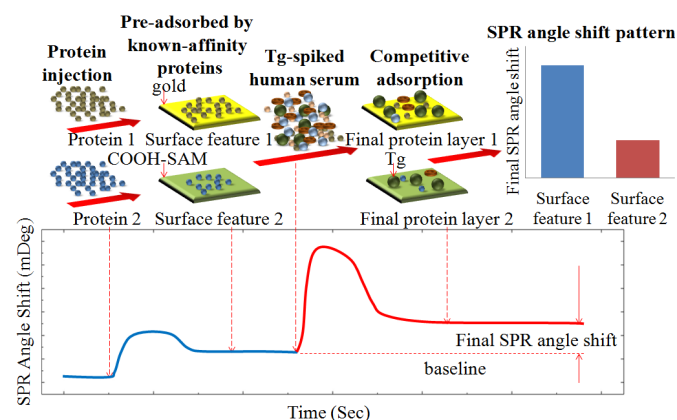 Protein
injection
Pre-adsorbed by
known-affinity
proteins
gold
Tg-spiked
human serum
Competitive
adsorption
SPR angle shift pattern
Final SPR angle shift
Protein 1
Surface feature 1
Final protein layer 1
COOH-SAM
Tg
Surface
feature 1
Surface
feature 2
Protein 2
Surface feature 2
Final protein layer 2
SPR Angle Shift (mDeg)
Final SPR angle shift
baseline
Time (Sec)